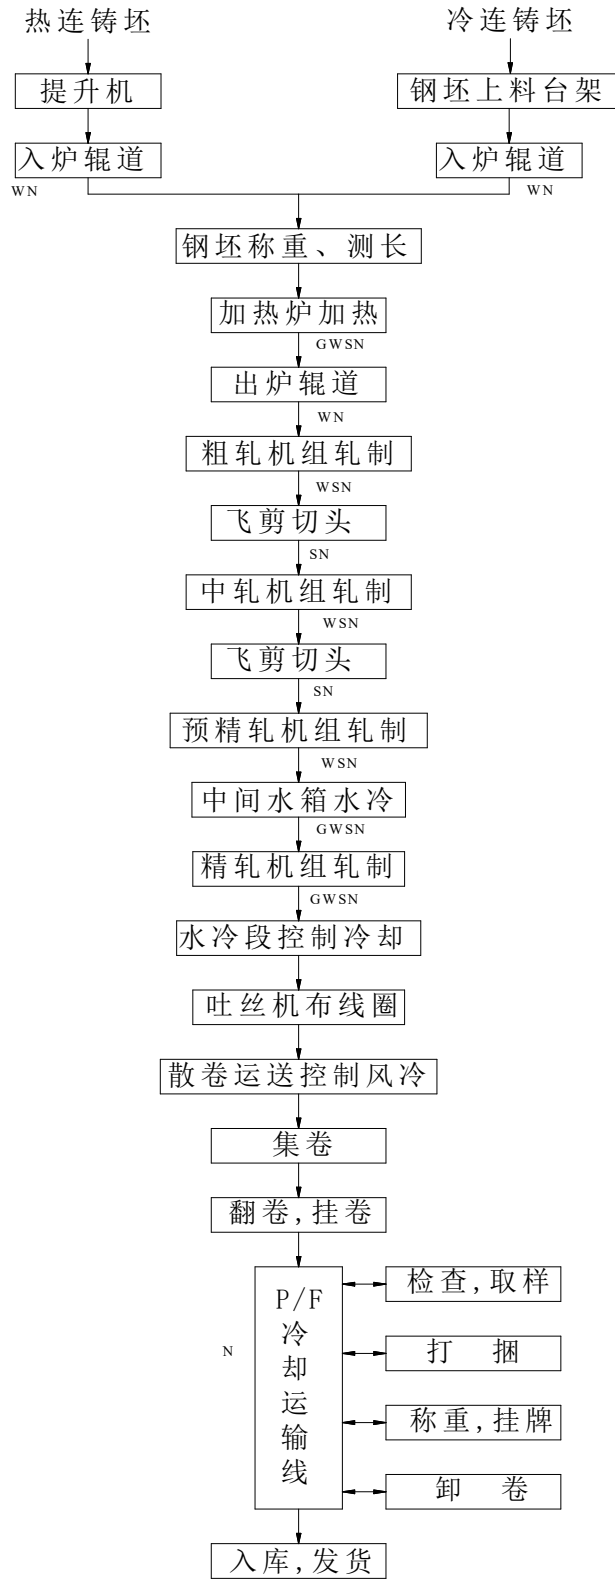 热连铸坯 冷连铸坯
提升机 钢坯上料台架
入炉辊道 入炉辊道
WN WN
钢坯称重、测长
加热炉加热
GWSN
出炉辊道
WN
粗轧机组轧制
WSN
飞剪切头
SN
中轧机组轧制
WSN
飞剪切头
SN
预精轧机组轧制
WSN
中间水箱水冷
GWSN
精轧机组轧制
GWSN
水冷段控制冷却
吐丝机布线圈
散卷运送控制风冷
集卷
翻卷,挂卷
P/F冷却运输线
N
检查,取样
打 捆
称重,挂牌
卸 卷
入库,发货